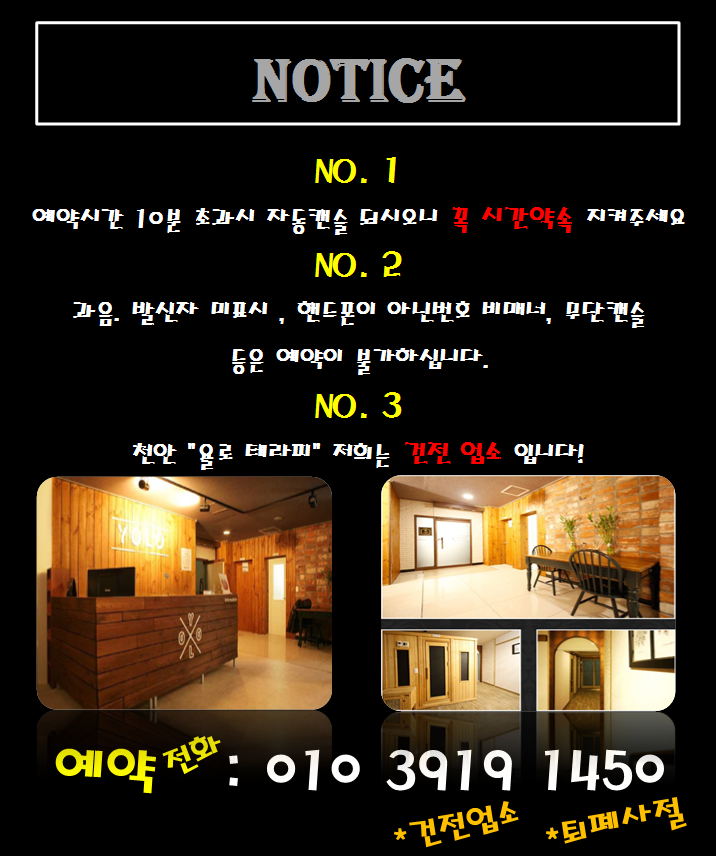 NOTICE
NO. 1
예약시간 10분 초과시 자동캔슬 되시오니 꼭 시간약속 지켜주세요
NO. 2
과음. 발신자 미표시 , 핸드폰이 아닌번호 비매너, 무단캔슬
등은 예약이 불가하십니다.
NO. 3
천안 "욜로 테라피" 저희는 건전 업소 입니다!
YOLO
YOLO
예약 전화 : 010 3919 1450
*건전업소 *퇴폐사절